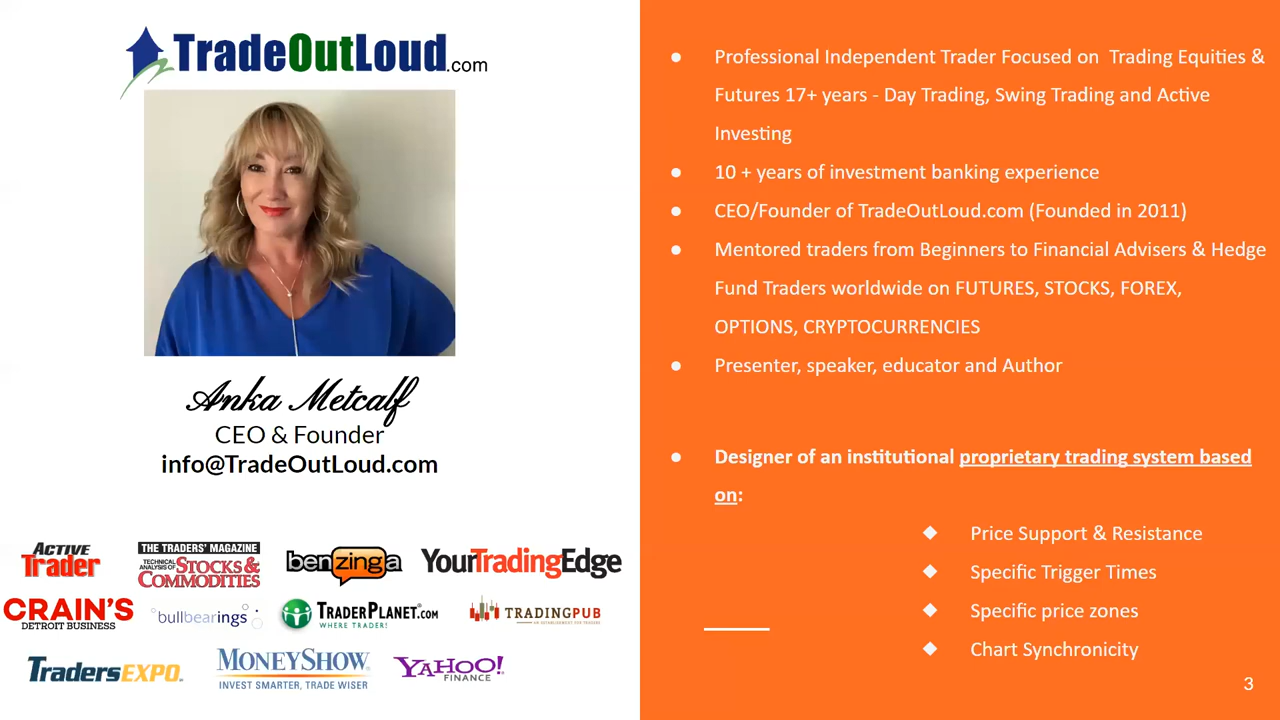 TradeOutLoud.com
Anka Metcalf
CEO & Founder
info@TradeOutLoud.com
ACTIVE
Trader
THE TRADERS' MAGAZINE
TECHNICAL
ANALYSIS OF
STOCKS &
COMMODITIES
benzinga
YourTradingEdge
CRAIN'S
DETROIT BUSINESS
bullbearings
TRADERPLANET.COM
WHERE TRADER!
TRADINGPUB
AN ESTABLISHMENT FOR TRADERS
TradersEXPO.
MONEYSHOW
INVEST SMARTER, TRADE WISER
YAHOO!
FINANCE
● Professional Independent Trader Focused on Trading Equities &
Futures 17+ years - Day Trading, Swing Trading and Active
Investing
● 10 + years of investment banking experience
● CEO/Founder of TradeOutLoud.com (Founded in 2011)
● Mentored traders from Beginners to Financial Advisers & Hedge
Fund Traders worldwide on FUTURES, STOCKS, FOREX,
OPTIONS, CRYPTOCURRENCIES
● Presenter, speaker, educator and Author
● Designer of an institutional proprietary trading system based
on:
◆ Price Support & Resistance
◆ Specific Trigger Times
◆ Specific price zones
◆ Chart Synchronicity
3